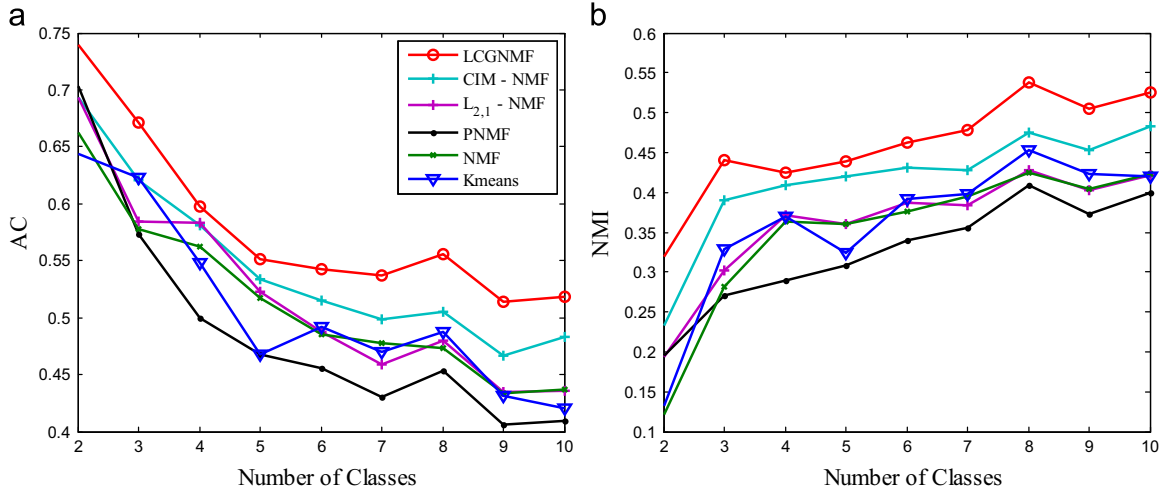 a
0.75
0.7
0.65
0.6
0.55
0.5
0.45
0.4
AC
2 3 4 5 6 7 8 9 10
Number of Classes
LCGNMF
CIM - NMF
L2,1 - NMF
PNMF
NMF
Kmeans
b
0.6
0.55
0.5
0.45
0.4
0.35
0.3
0.25
0.2
0.15
0.1
NMI
2 3 4 5 6 7 8 9 10
Number of Classes